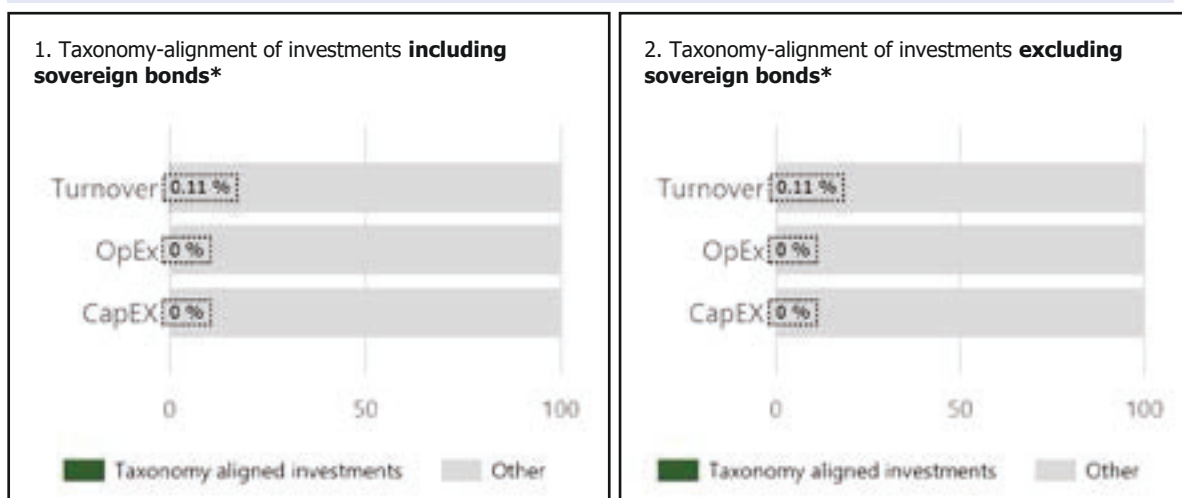 1. Taxonomy-alignment of investments including
sovereign bonds*
Turnover 0.11 %
OpEx 0 %
CapEX 0 %
0 50 100
Taxonomy aligned investments Other
2. Taxonomy-alignment of investments excluding
sovereign bonds*
Turnover 0.11 %
OpEx 0 %
CapEX 0 %
0 50 100
Taxonomy aligned investments Other